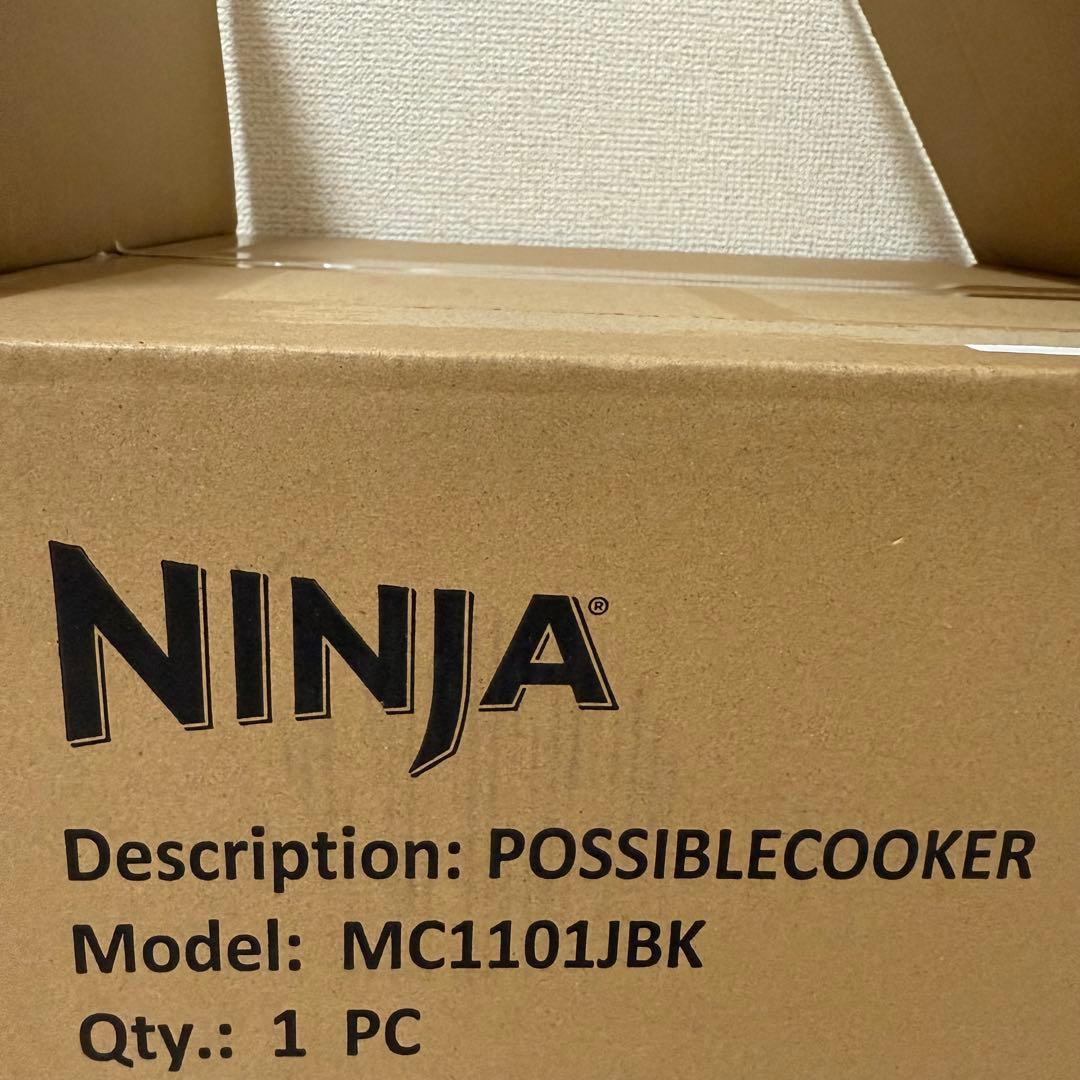 NINJA®
Description: POSSIBLECOOKER
Model: MC1101JBK
Qty.: 1 PC